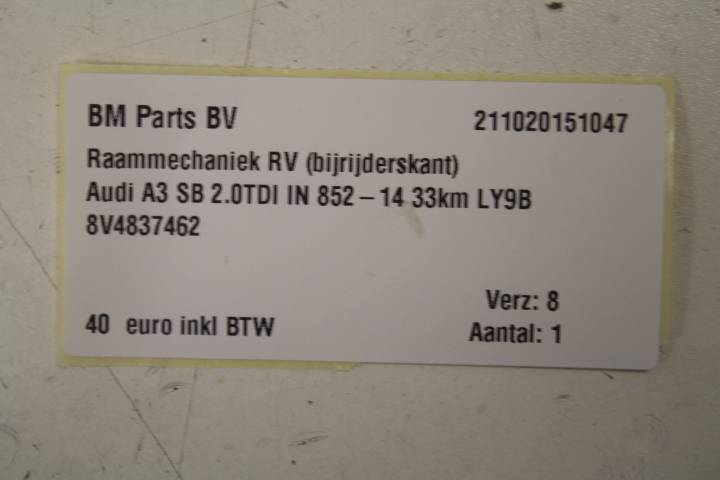 BM Parts BV 211020151047
Raammechaniek RV (bijrijderskant)
Audi A3 SB 2.0TDI IN 852 – 14 33km LY9B
8V4837462
Verz: 8
40 euro inkl BTW
Aantal: 1